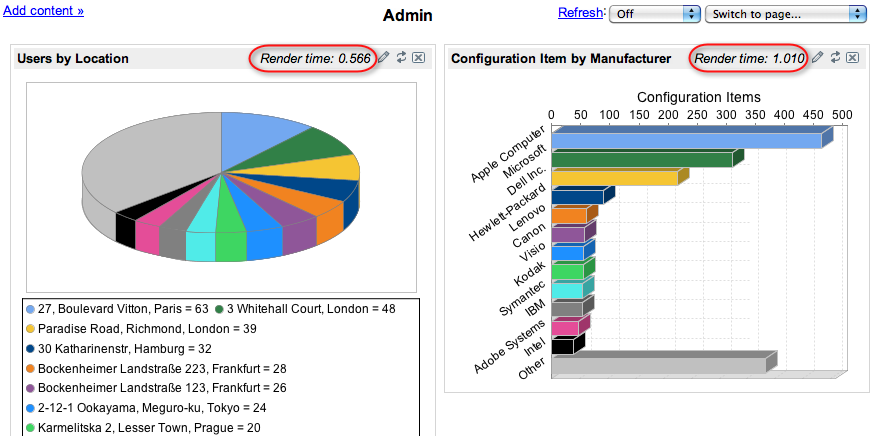 Add content »
Admin
Refresh: Off Switch to page...
Users by Location Render time: 0.566
27, Boulevard Vitton, Paris = 63 3 Whitehall Court, London = 48
Paradise Road, Richmond, London = 39
30 Katharinenstr, Hamburg = 32
Bockenheimer Landstraße 223, Frankfurt = 28
Bockenheimer Landstraße 123, Frankfurt = 26
2-12-1 Ookayama, Meguro-ku, Tokyo = 24
Karmelitska 2, Lesser Town, Prague = 20
Configuration Item by Manufacturer Render time: 1.010
Configuration Items
0 50 100 150 200 250 300 350 400 450 500
Apple Computer
Microsoft
Dell Inc.
Hewlett-Packard
Lenovo
Canon
Visio
Kodak
Symantec
IBM
Adobe Systems
Intel
Other